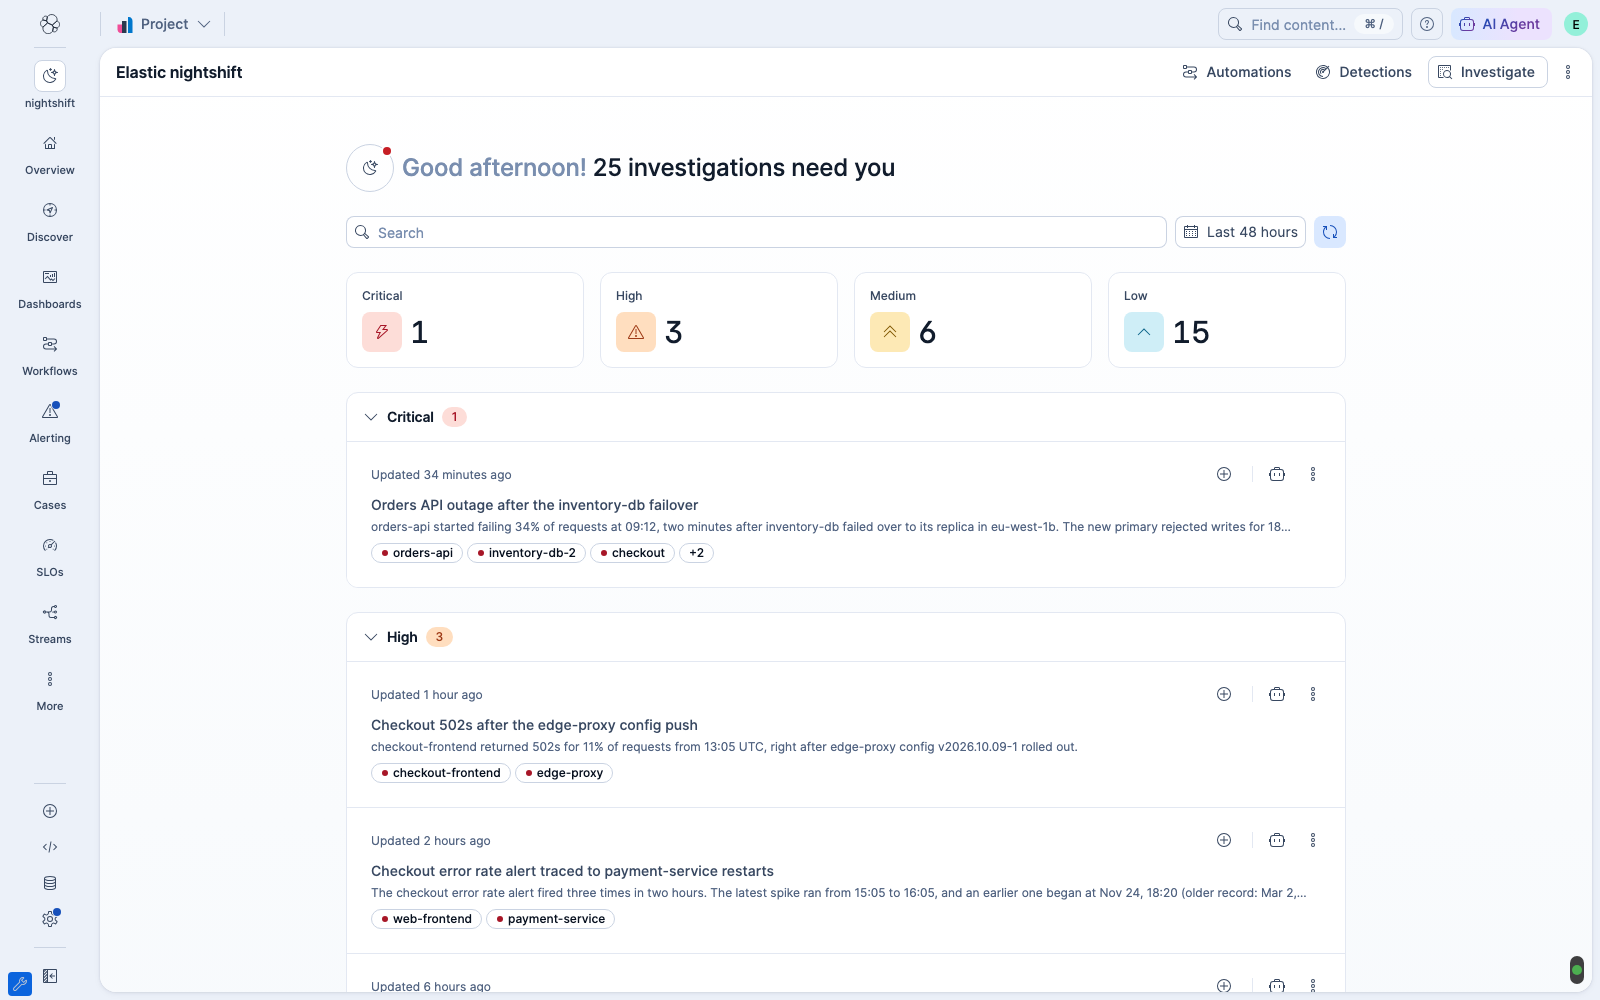 Project
Find content...
⌘ /
AI Agent
E
nightshift
Overview
Discover
Dashboards
Workflows
Alerting
Cases
SLOs
Streams
More
Elastic nightshift
Automations
Detections
Investigate
Good afternoon! 25 investigations need you
Search
Last 48 hours
Critical
1
High
3
Medium
6
Low
15
Critical 1
Updated 34 minutes ago
Orders API outage after the inventory-db failover
orders-api started failing 34% of requests at 09:12, two minutes after inventory-db failed over to its replica in eu-west-1b. The new primary rejected writes for 18...
orders-api
inventory-db-2
checkout
+2
High 3
Updated 1 hour ago
Checkout 502s after the edge-proxy config push
checkout-frontend returned 502s for 11% of requests from 13:05 UTC, right after edge-proxy config v2026.10.09-1 rolled out.
checkout-frontend
edge-proxy
Updated 2 hours ago
Checkout error rate alert traced to payment-service restarts
The checkout error rate alert fired three times in two hours. The latest spike ran from 15:05 to 16:05, and an earlier one began at Nov 24, 18:20 (older record: Mar 2,...
web-frontend
payment-service
Updated 6 hours ago